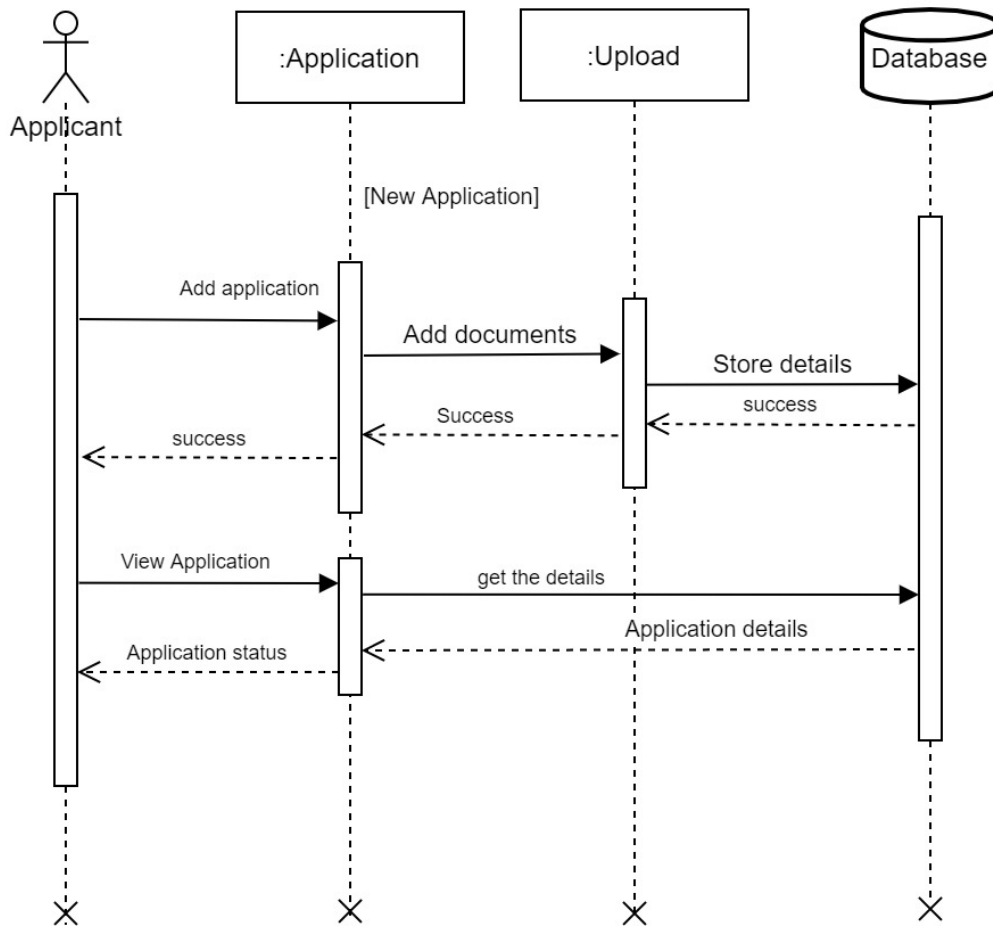 :Application
:Upload
Database
Applicant
[New Application]
Add application
Add documents
Store details
success
Success
success
View Application
get the details
Application details
Application status